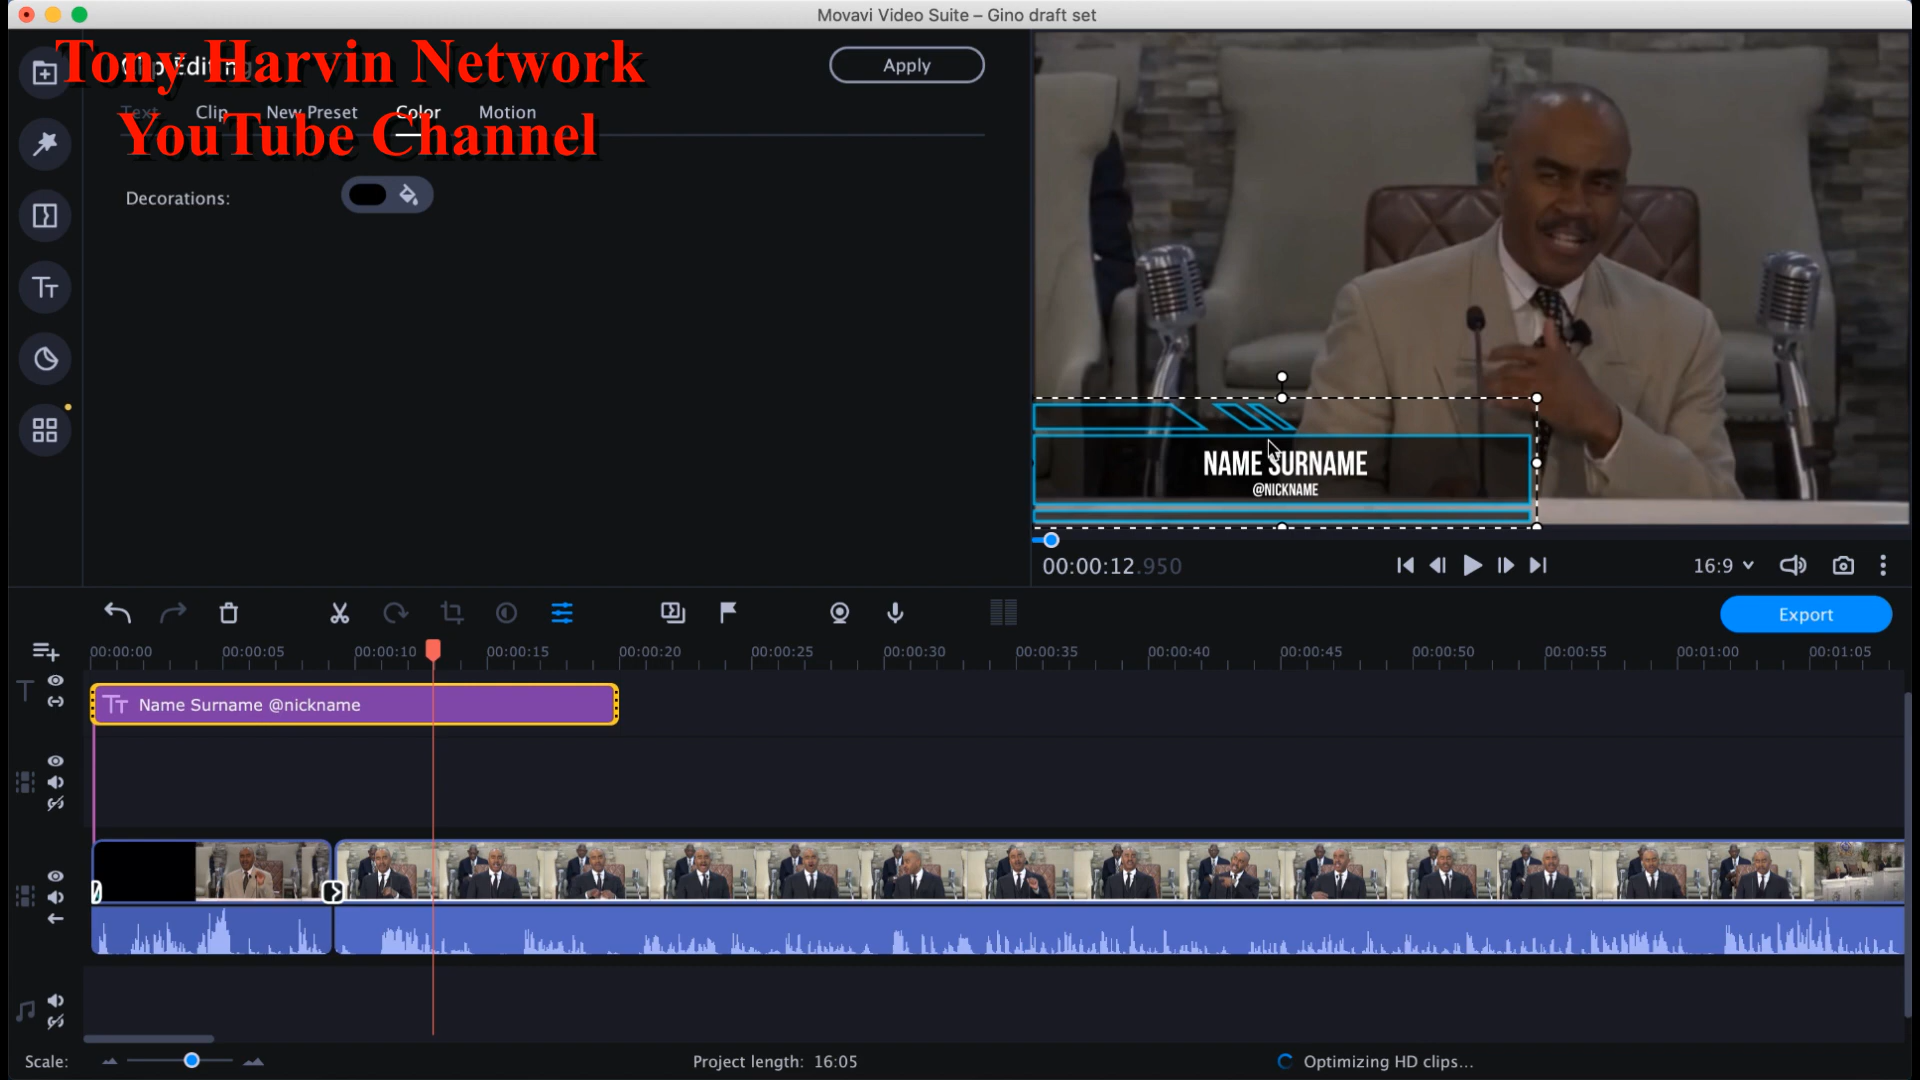 Movavi Video Suite – Gino draft set
Tony Harvin Network
YouTube Channel
Clip Editing
Apply
Text Clip New Preset Color Motion
Decorations:
NAME SURNAME
@NICKNAME
00:00:12.950
16:9
Export
00:00:00 00:00:05 00:00:10 00:00:15 00:00:20 00:00:25 00:00:30 00:00:35 00:00:40 00:00:45 00:00:50 00:00:55 00:01:00 00:01:05
Name Surname @nickname
Scale:
Project length: 16:05
Optimizing HD clips...